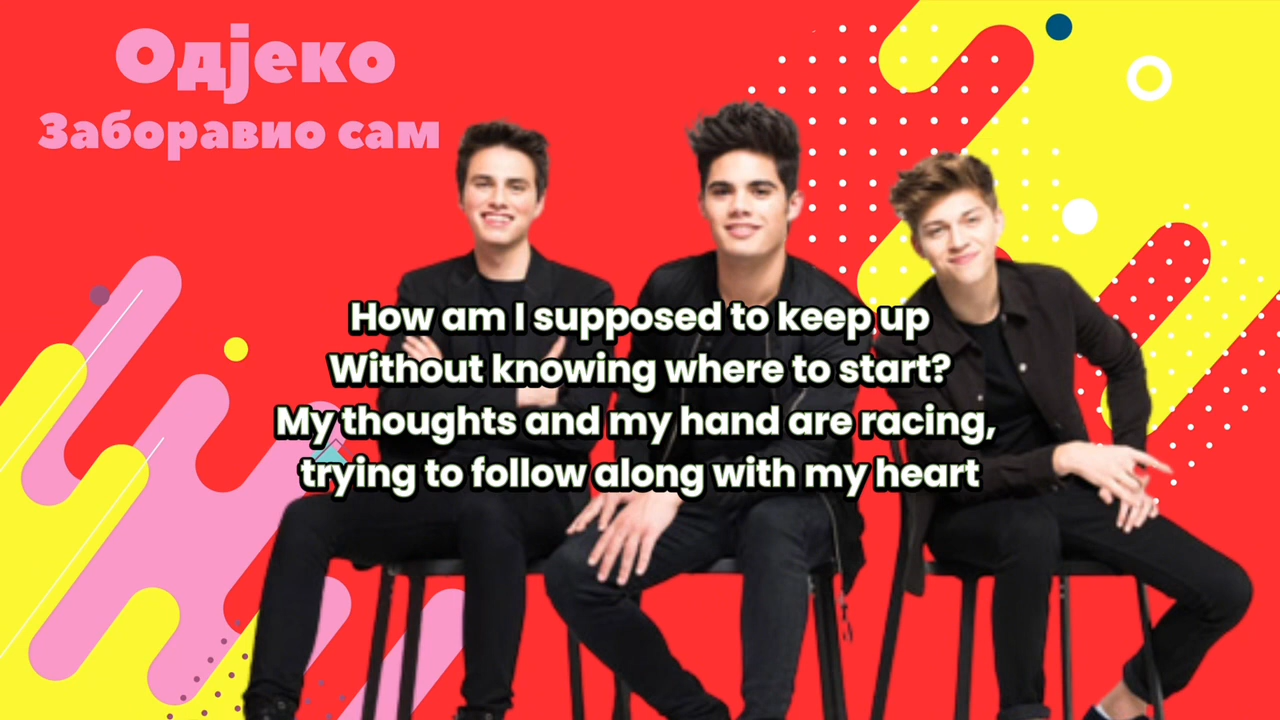 Одјеко
Заборавио сам
How am I supposed to keep up
Without knowing where to start?
My thoughts and my hand are racing,
trying to follow along with my heart